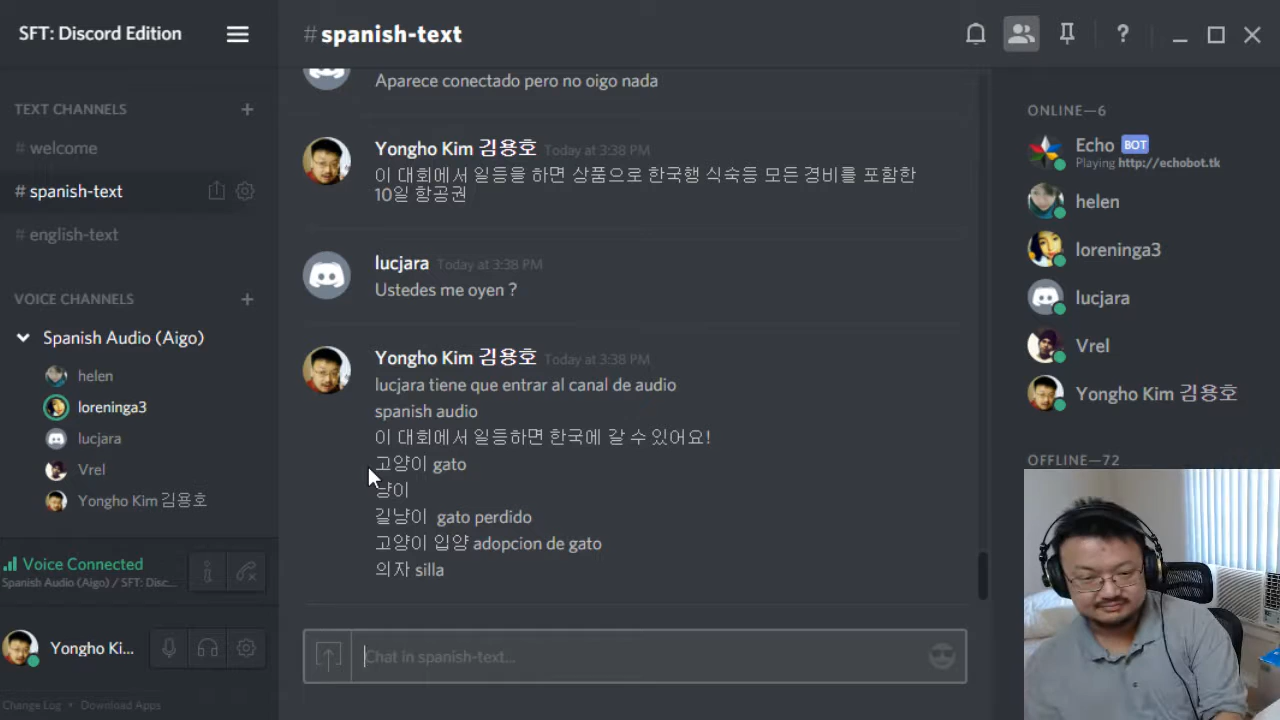 SFT: Discord Edition
TEXT CHANNELS
# welcome
# spanish-text
# english-text
VOICE CHANNELS
Spanish Audio (Aigo)
helen
loreninga3
lucjara
Vrel
Yongho Kim 김용호
Voice Connected
Spanish Audio (Aigo) / SFT: Disc...
Yongho Ki...
Change Log • Download Apps
#spanish-text
Aparece conectado pero no oigo nada
Yongho Kim 김용호 Today at 3:38 PM
이 대회에서 일등을 하면 상품으로 한국행 식숙등 모든 경비를 포함한
10일 항공권
lucjara Today at 3:38 PM
Ustedes me oyen ?
Yongho Kim 김용호 Today at 3:38 PM
lucjara tiene que entrar al canal de audio
spanish audio
이 대회에서 일등하면 한국에 갈 수 있어요!
고양이 gato
냥이
길냥이 gato perdido
고양이 입양 adopcion de gato
의자 silla
Chat in spanish-text...
ONLINE—6
Echo BOT
Playing http://echobot.tk
helen
loreninga3
lucjara
Vrel
Yongho Kim 김용호
OFFLINE—72